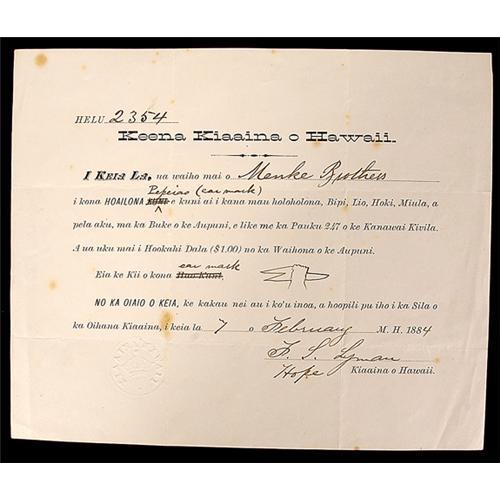 HELU 2354
Keena Kiaaina o Hawaii.
I KEIA LA, ua waiho mai o Menke Brothers
Pepeiao (ear mark)
i kona HOAILONA e kuni ai i kana mau holoholona, Bipi, Lio, Hoki, Miula, a
pela aku, ma ka Buke o ke Aupuni, e like me ka Pauku 247 o ke Kanawai Kivila.
A ua uku mai i Hookahi Dala ($1.00) no ka Waihona o ke Aupuni.
ear mark
Eia ke Kii o kona Hao Kuni.
NO KA OIAIO O KEIA, ke kakau nei au i ko'u inoa, a hoopili pu iho i ka Sila o
ka Oihana Kiaaina, i keia la 7 o February M. H. 1884
F. S. Lyman
Hope Kiaaina o Hawaii.